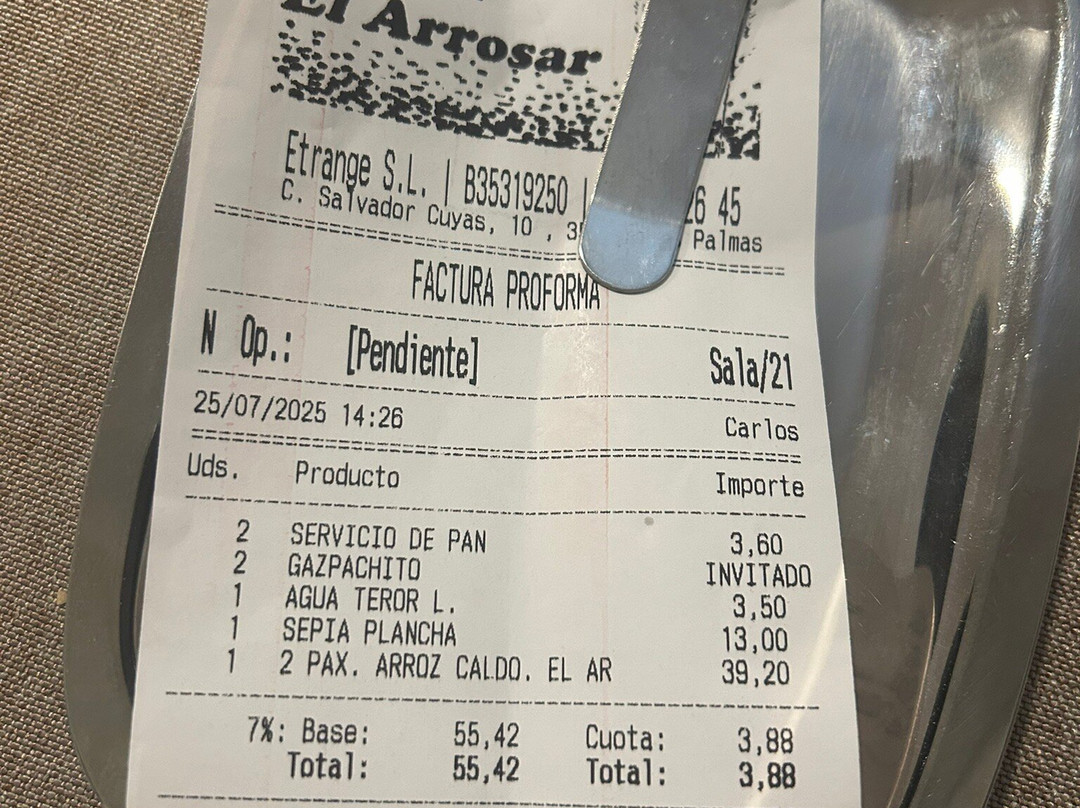 El Arrosar
Etrange S.L. | B35319250 | 26 45
C. Salvador Cuyas, 10 , Palmas
FACTURA PROFORMA
N Op.: [Pendiente] Sala/21
25/07/2025 14:26 Carlos
Uds. Producto Importe
2 SERVICIO DE PAN 3,60
2 GAZPACHITO INVITADO
1 AGUA TEROR L. 3,50
1 SEPIA PLANCHA 13,00
1 2 PAX. ARROZ CALDO. EL AR 39,20
7%: Base: 55,42 Cuota: 3,88
Total: 55,42 Total: 3,88